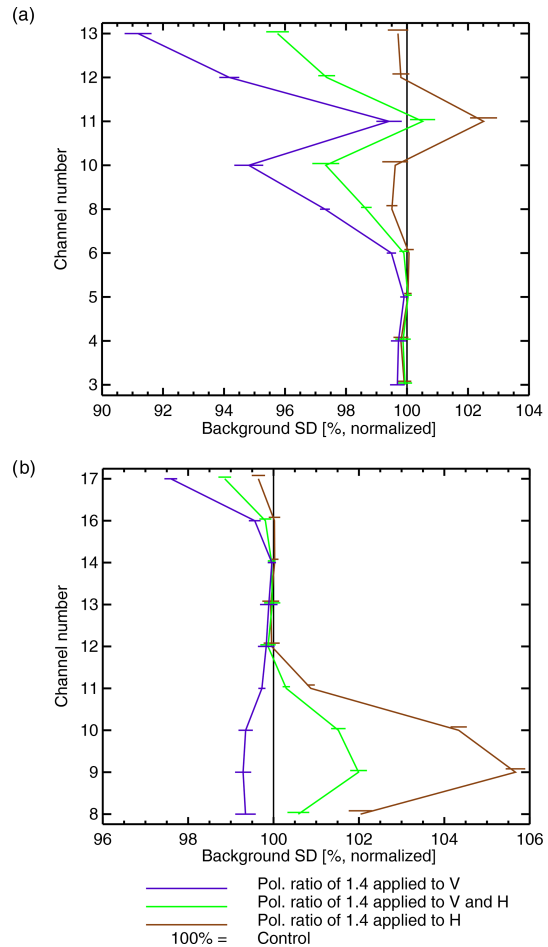 (a)
13
12
11
10
8
6
5
4
3
Channel number
90 92 94 96 98 100 102 104
Background SD [%, normalized]
(b)
17
16
14
13
12
11
10
9
8
Channel number
96 98 100 102 104 106
Background SD [%, normalized]
Pol. ratio of 1.4 applied to V
Pol. ratio of 1.4 applied to V and H
Pol. ratio of 1.4 applied to H
100% = Control